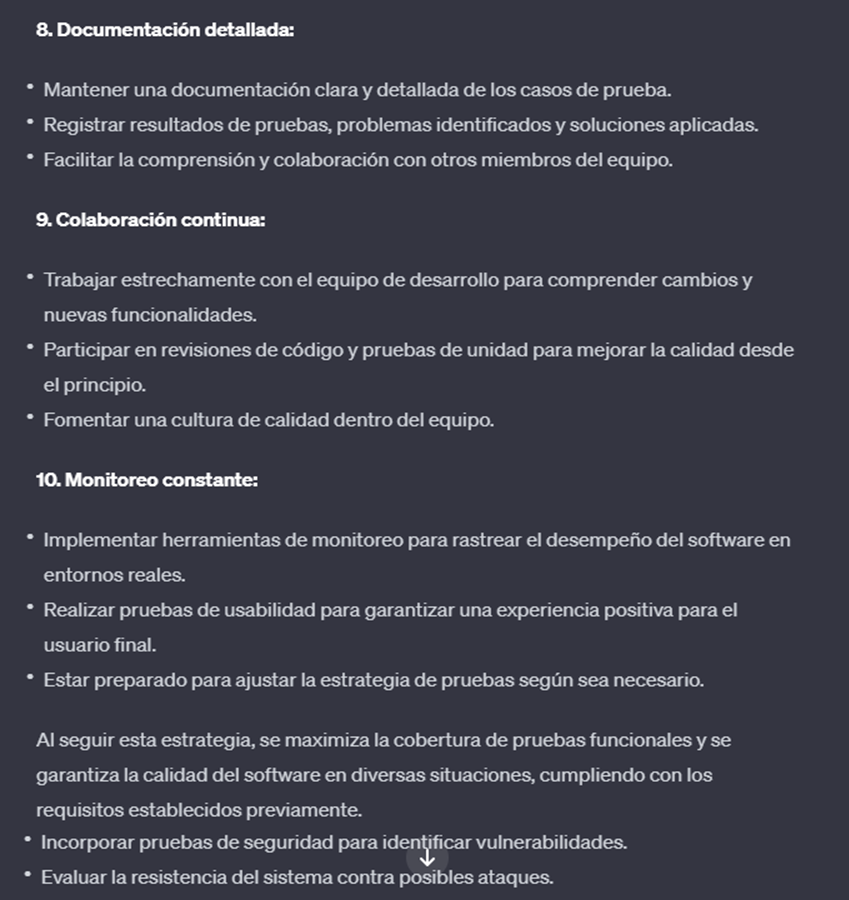 8. Documentación detallada:
• Mantener una documentación clara y detallada de los casos de prueba.
• Registrar resultados de pruebas, problemas identificados y soluciones aplicadas.
• Facilitar la comprensión y colaboración con otros miembros del equipo.
9. Colaboración continua:
• Trabajar estrechamente con el equipo de desarrollo para comprender cambios y
nuevas funcionalidades.
• Participar en revisiones de código y pruebas de unidad para mejorar la calidad desde
el principio.
• Fomentar una cultura de calidad dentro del equipo.
10. Monitoreo constante:
• Implementar herramientas de monitoreo para rastrear el desempeño del software en
entornos reales.
• Realizar pruebas de usabilidad para garantizar una experiencia positiva para el
usuario final.
• Estar preparado para ajustar la estrategia de pruebas según sea necesario.
Al seguir esta estrategia, se maximiza la cobertura de pruebas funcionales y se
garantiza la calidad del software en diversas situaciones, cumpliendo con los
requisitos establecidos previamente.
• Incorporar pruebas de seguridad para identificar vulnerabilidades.
• Evaluar la resistencia del sistema contra posibles ataques.